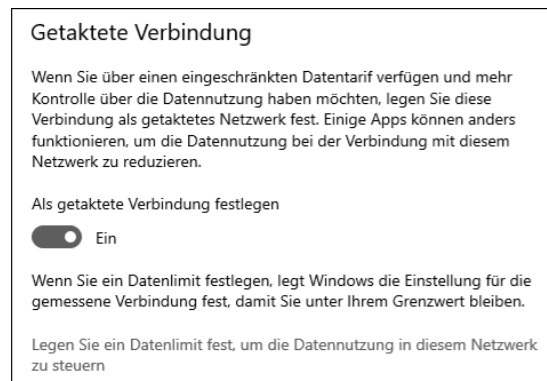 Getaktete Verbindung
Wenn Sie über einen eingeschränkten Datentarif verfügen und mehr
Kontrolle über die Datennutzung haben möchten, legen Sie diese
Verbindung als getaktetes Netzwerk fest. Einige Apps können anders
funktionieren, um die Datennutzung bei der Verbindung mit diesem
Netzwerk zu reduzieren.
Als getaktete Verbindung festlegen
Ein
Wenn Sie ein Datenlimit festlegen, legt Windows die Einstellung für die
gemessene Verbindung fest, damit Sie unter Ihrem Grenzwert bleiben.
Legen Sie ein Datenlimit fest, um die Datennutzung in diesem Netzwerk
zu steuern